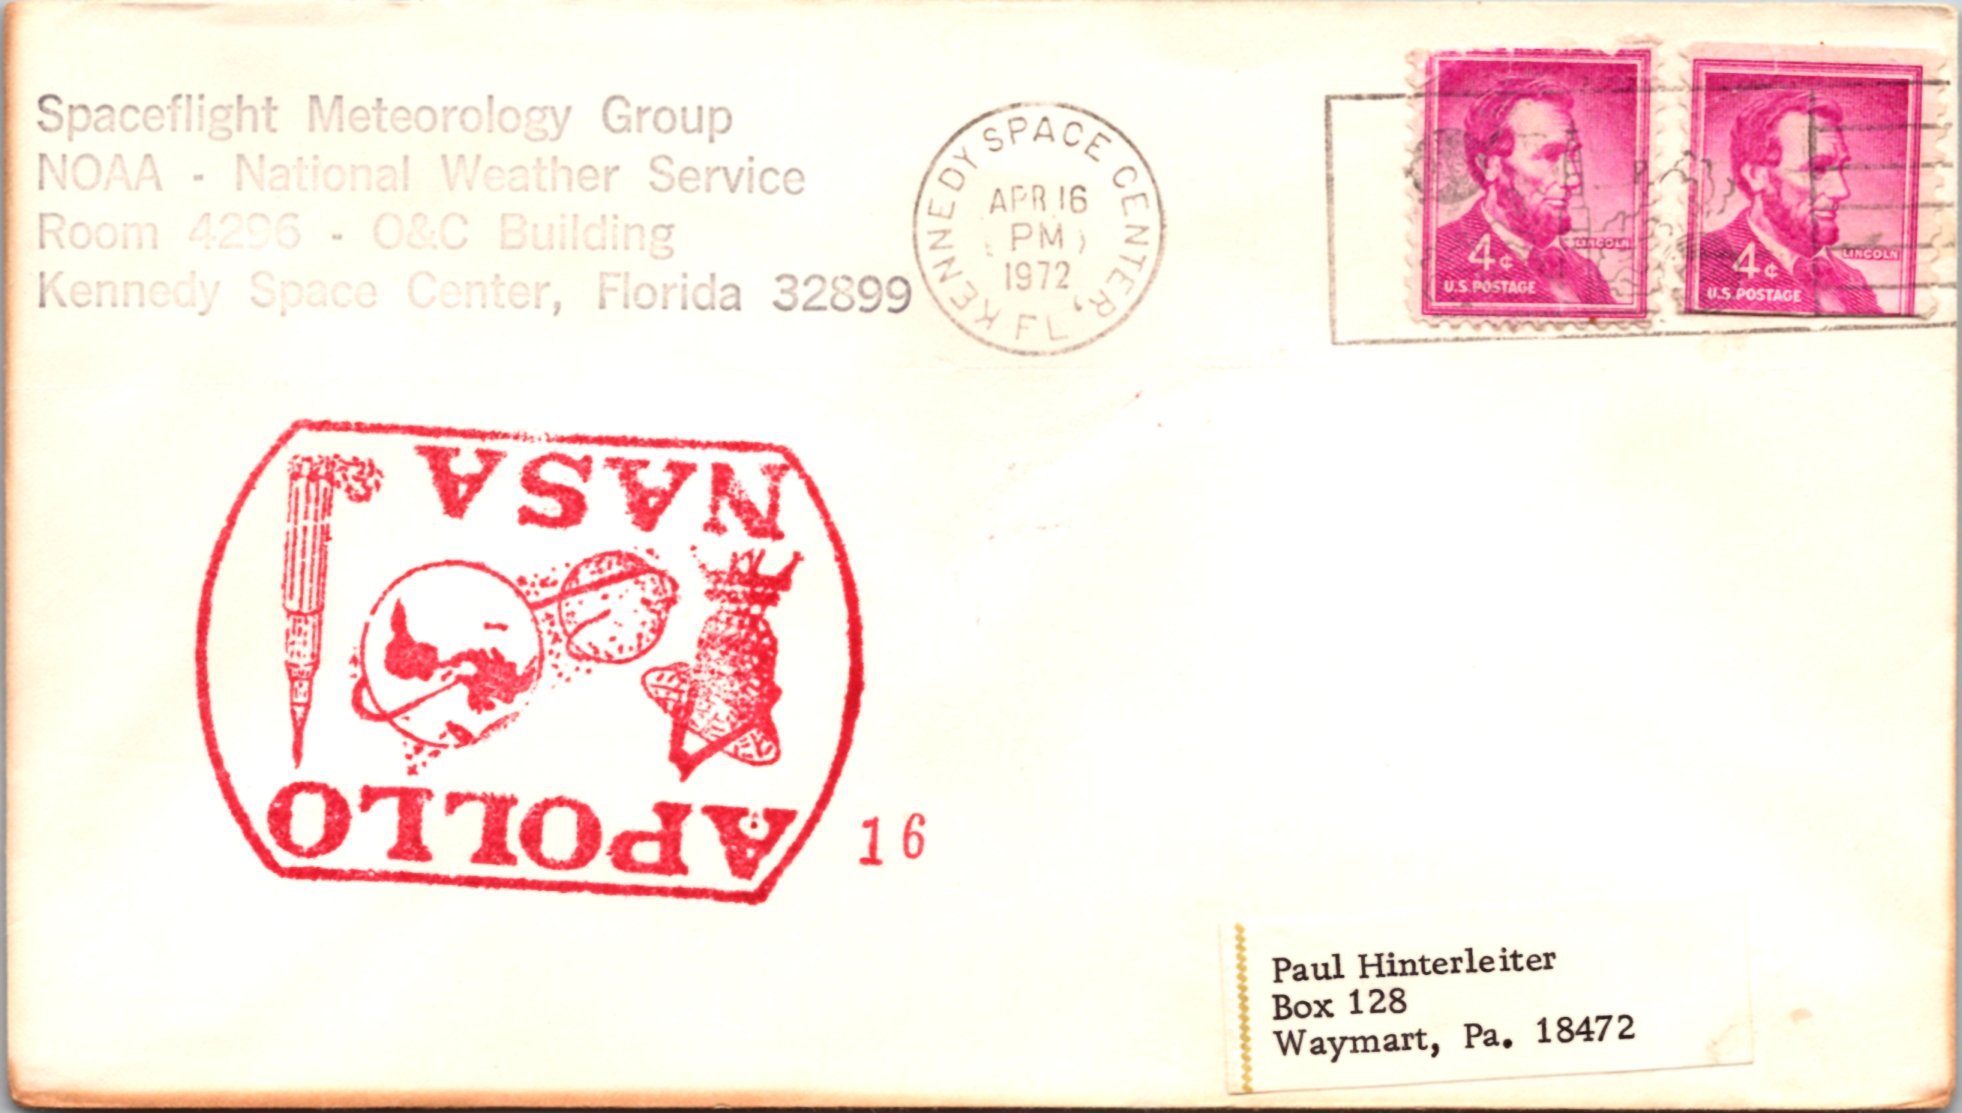 Spaceflight Meteorology Group
NOAA - National Weather Service
Room 4296 - O&C Building
Kennedy Space Center, Florida 32899
KENNEDY SPACE CENTER, FL
APR 16
PM
1972
4¢
LINCOLN
U.S. POSTAGE
4¢
LINCOLN
U.S. POSTAGE
NASA
APOLLO
16
Paul Hinterleiter
Box 128
Waymart, Pa. 18472